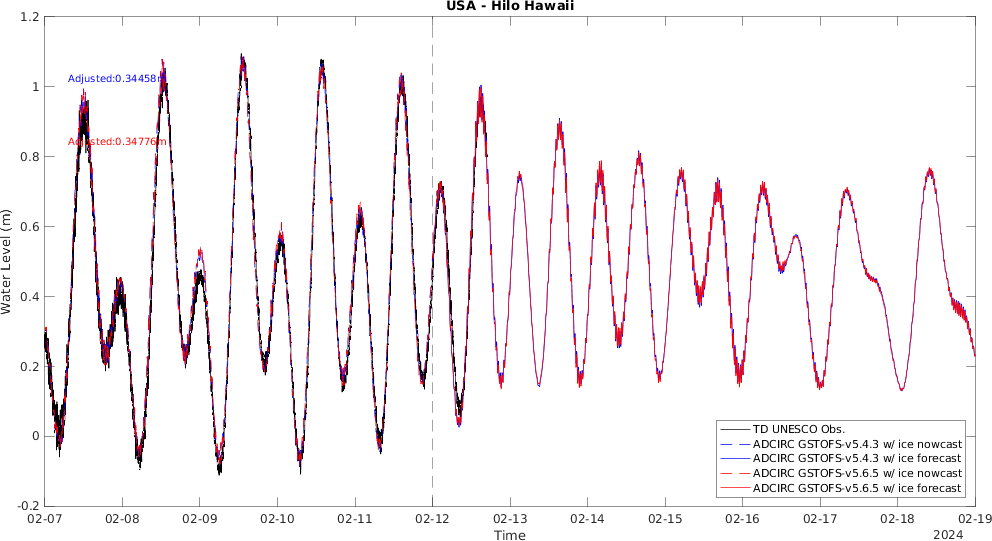 USA - Hilo Hawaii
1.2
1
0.8
0.6
0.4
0.2
0
-0.2
Water Level (m)
Adjusted:0.34458m
Adjusted:0.34776m
TD UNESCO Obs.
ADCIRC GSTOFS-v5.4.3 w/ ice nowcast
ADCIRC GSTOFS-v5.4.3 w/ ice forecast
ADCIRC GSTOFS-v5.6.5 w/ ice nowcast
ADCIRC GSTOFS-v5.6.5 w/ ice forecast
02-07 02-08 02-09 02-10 02-11 02-12 02-13 02-14 02-15 02-16 02-17 02-18 02-19
Time
2024